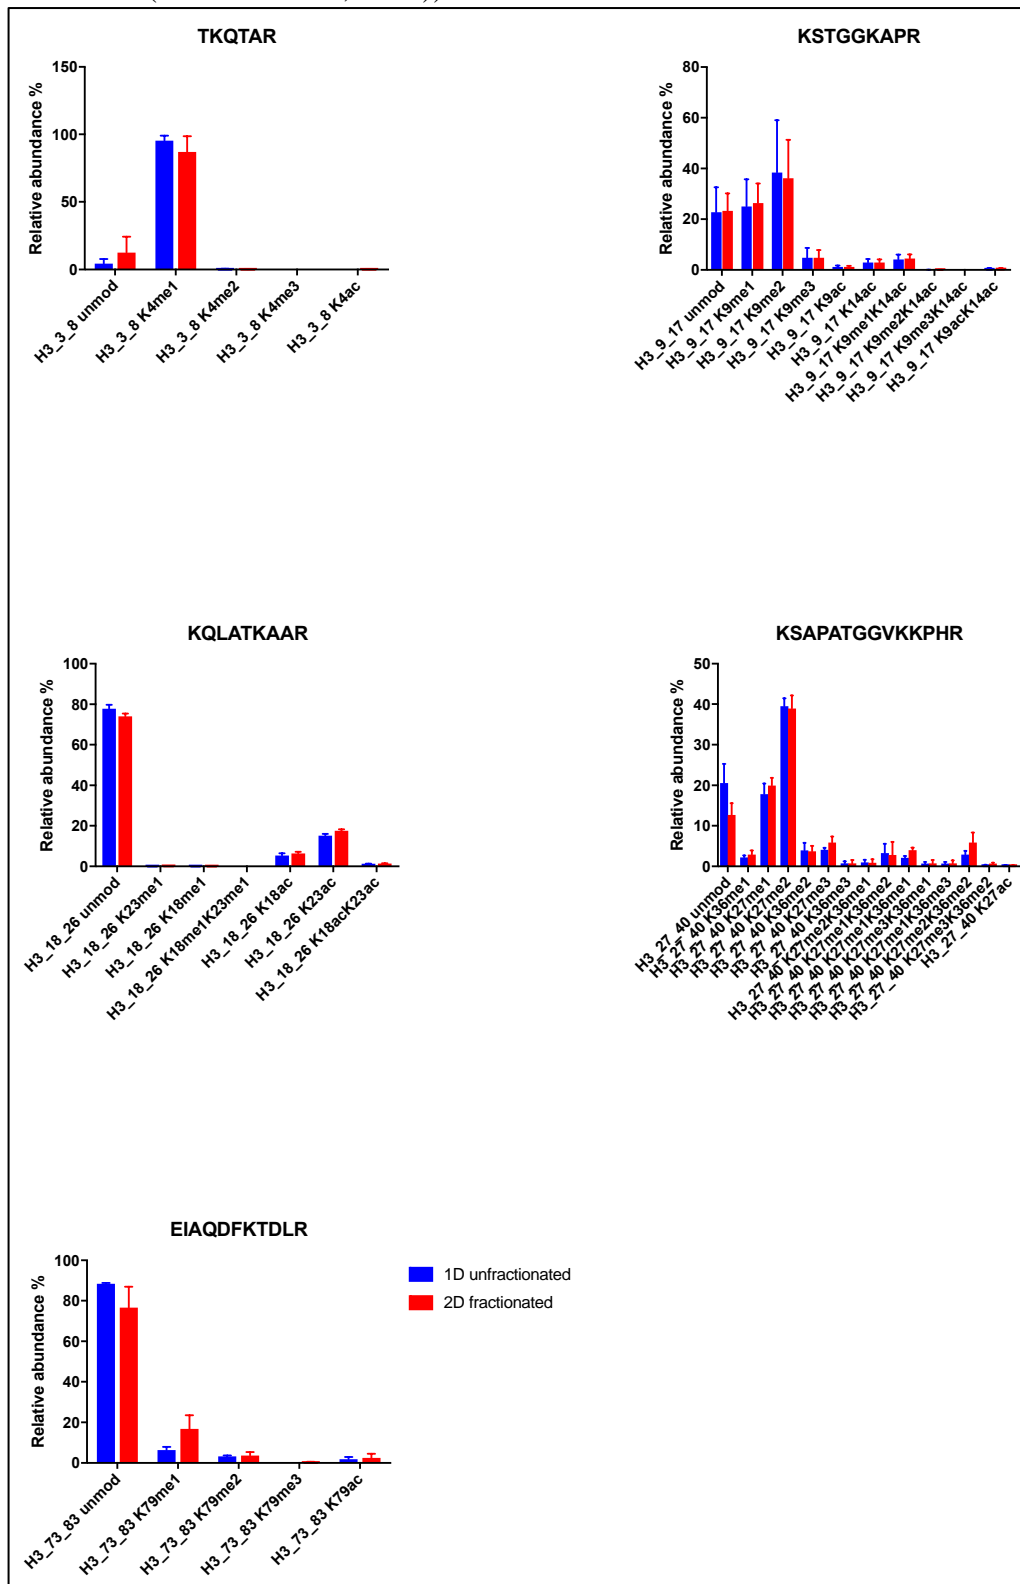 TKQTAR
Relative abundance %
150
100
50
0
H3_3_8 unmod
H3_3_8 K4me1
H3_3_8 K4me2
H3_3_8 K4me3
H3_3_8 K4ac
KSTGGKAPR
Relative abundance %
80
60
40
20
0
H3_9_17 unmod
H3_9_17 K9me1
H3_9_17 K9me2
H3_9_17 K9me3
H3_9_17 K9ac
H3_9_17 K14ac
H3_9_17 K9me1K14ac
H3_9_17 K9me2K14ac
H3_9_17 K9me3K14ac
H3_9_17 K9acK14ac
KQLATKAAR
Relative abundance %
100
80
60
40
20
0
H3_18_26 unmod
H3_18_26 K23me1
H3_18_26 K18me1
H3_18_26 K18me1K23me1
H3_18_26 K18ac
H3_18_26 K23ac
H3_18_26 K18acK23ac
KSAPATGGVKKPHR
Relative abundance %
50
40
30
20
10
0
H3_27_40 unmod
H3_27_40 K36me1
H3_27_40 K27me1
H3_27_40 K27me2
H3_27_40 K36me2
H3_27_40 K27me3
H3_27_40 K36me3
H3_27_40 K27me2K36me1
H3_27_40 K27me1K36me2
H3_27_40 K27me1K36me1
H3_27_40 K27me3K36me1
H3_27_40 K27me1K36me3
H3_27_40 K27me2K36me2
H3_27_40 K27me3K36me2
H3_27_40 K27ac
EIAQDFKTDLR
Relative abundance %
100
80
60
40
20
0
H3_73_83 unmod
H3_73_83 K79me1
H3_73_83 K79me2
H3_73_83 K79me3
H3_73_83 K79ac
1D unfractionated
2D fractionated